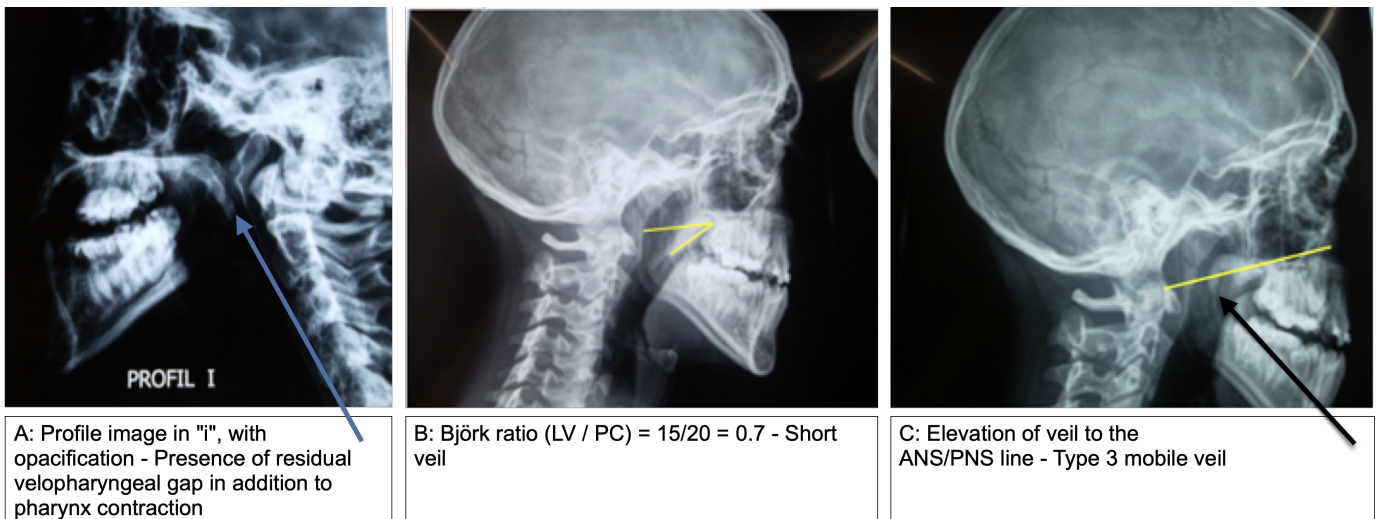 PROFIL I
A: Profile image in "i", with
opacification - Presence of residual
velopharyngeal gap in addition to
pharynx contraction
B: Björk ratio (LV / PC) = 15/20 = 0.7 - Short
veil
C: Elevation of veil to the
ANS/PNS line - Type 3 mobile veil